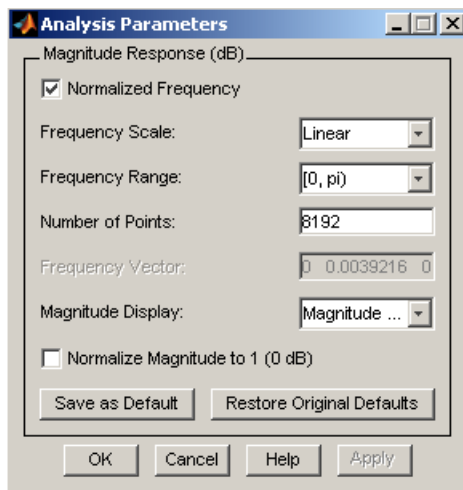 Analysis Parameters
Magnitude Response (dB)
Normalized Frequency
Frequency Scale: Linear
Frequency Range: [0, pi)
Number of Points: 8192
Frequency Vector: 0 0.0039216 0
Magnitude Display: Magnitude ...
Normalize Magnitude to 1 (0 dB)
Save as Default Restore Original Defaults
OK Cancel Help Apply